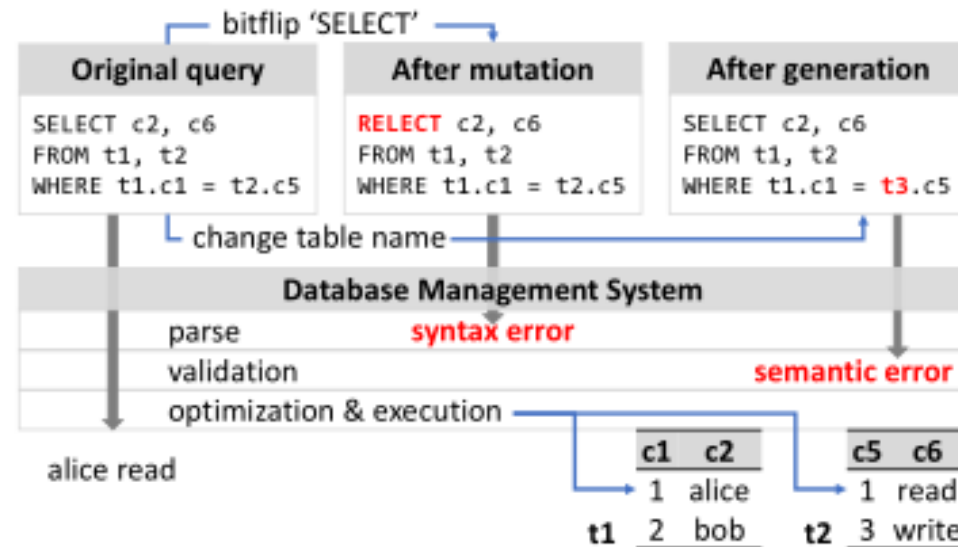 bitflip ‘SELECT’
Original query
SELECT c2, c6
FROM t1, t2
WHERE t1.c1 = t2.c5
After mutation
RELECT c2, c6
FROM t1, t2
WHERE t1.c1 = t2.c5
After generation
SELECT c2, c6
FROM t1, t2
WHERE t1.c1 = t3.c5
change table name
Database Management System
parse syntax error
validation semantic error
optimization & execution
alice read
c1 c2
1 alice
t1 2 bob
c5 c6
1 read
t2 3 write